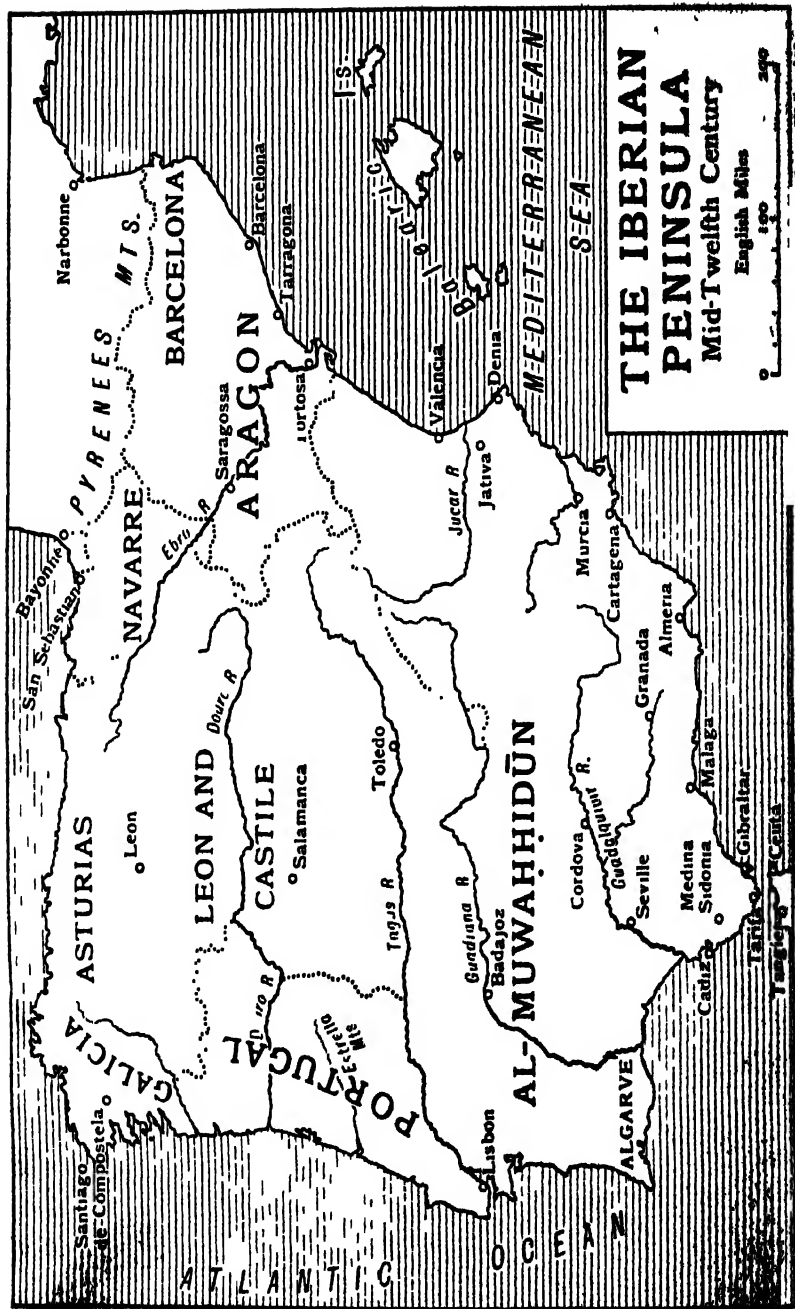 THE IBERIAN
PENINSULA
Mid-Twelfth Century
English Miles
0 100 200
ATLANTIC
OCEAN
MEDITERRANEAN
SEA
Balearic Is
Santiago
de Compostela
GALICIA
ASTURIAS
Leon
LEON AND
CASTILE
Salamanca
San Sebastian
Bayonne
PYRENEES MTS.
Narbonne
NAVARRE
BARCELONA
Barcelona
Tarragona
Ebro R
Saragossa
ARAGON
Douro R
PORTUGAL
Estrella
Mts
Toledo
Tagus R
Lisbon
Valencia
Denia
Jucar R
Jativa
Guadiana R
Badajoz
AL-MUWAḤḤIDŪN
ALGARVE
Cordova
Guadalquivir R.
Seville
Murcia
Cartagena
Granada
Almeria
Malaga
Medina
Sidonia
Cadiz
Gibraltar
Tarifa
Ceuta
Tangier